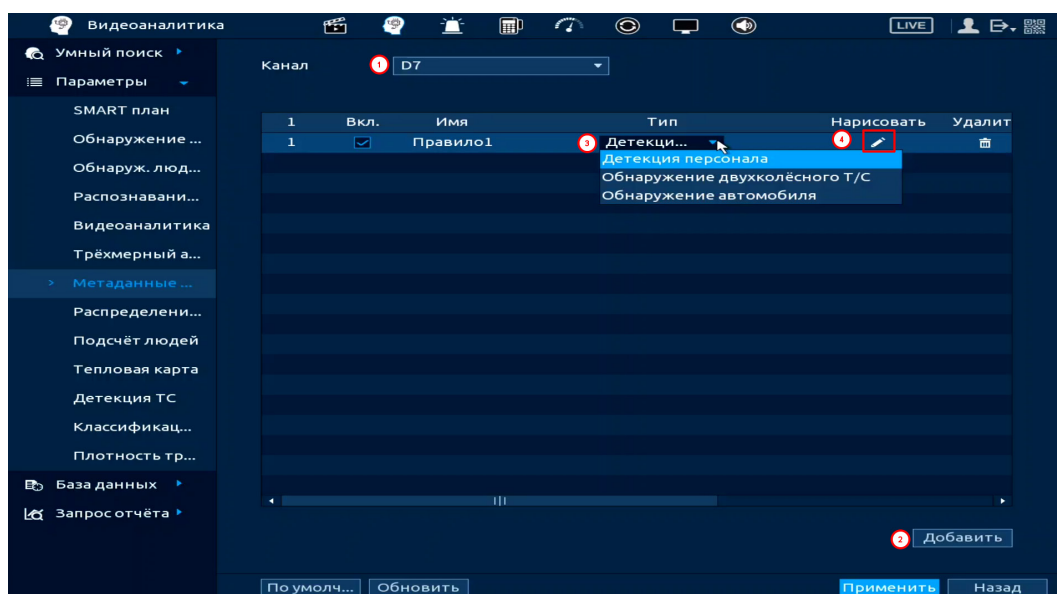 Видеоаналитика LIVE
Умный поиск
Параметры
SMART план
Обнаружение ...
Обнаруж. люд...
Распознавани...
Видеоаналитика
Трёхмерный а...
> Метаданные ...
Распределени...
Подсчёт людей
Тепловая карта
Детекция ТС
Классификац...
Плотность тр...
База данных
Запрос отчёта
Канал 1 D7
1 Вкл. Имя Тип Нарисовать Удалит
1 Правило1 3 Детекци... 4
Детекция персонала
Обнаружение двухколёсного Т/С
Обнаружение автомобиля
2 Добавить
По умолч... Обновить Применить Назад